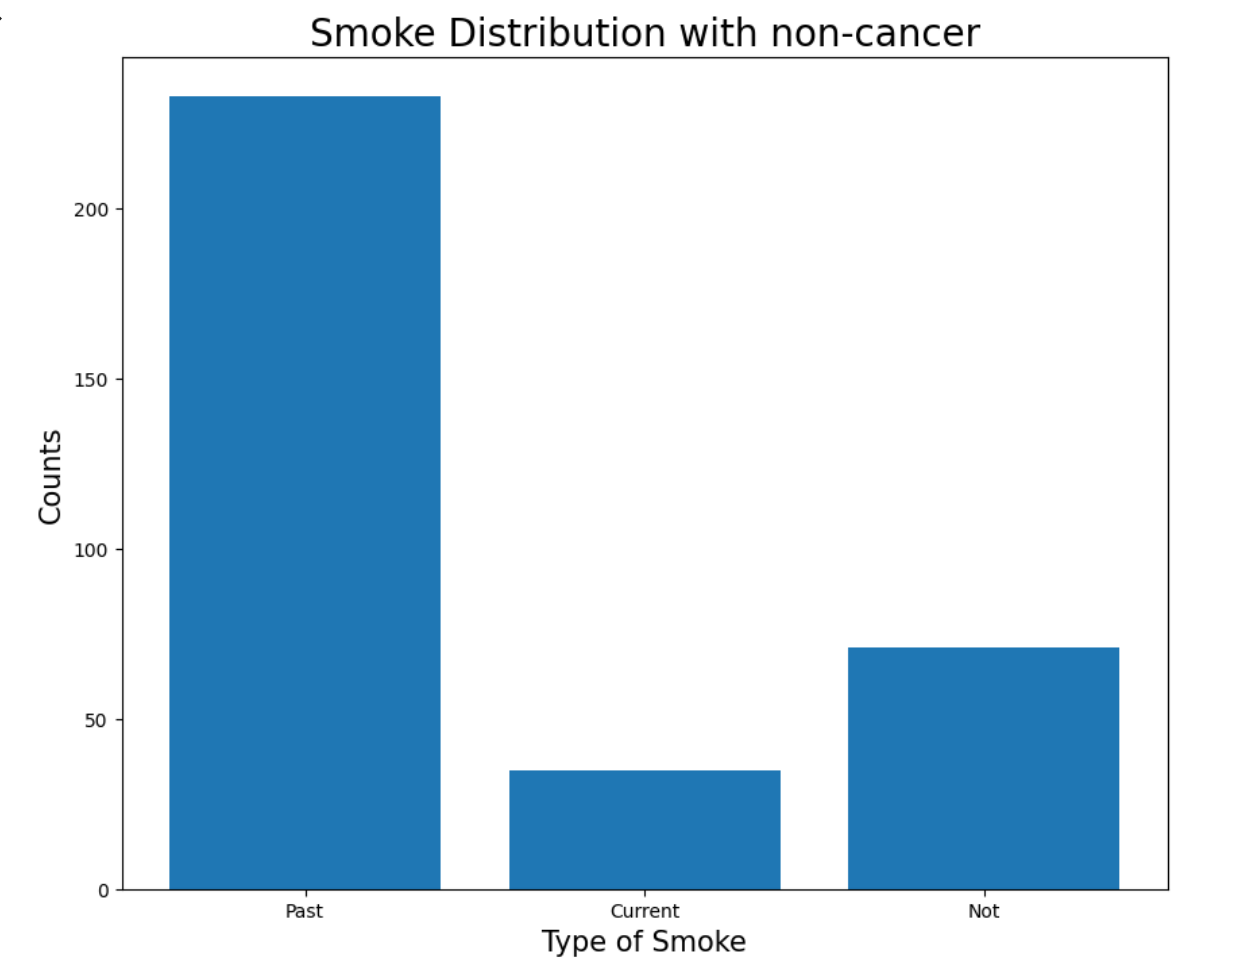 Smoke Distribution with non-cancer
200
150
100
50
0
Counts
Past Current Not
Type of Smoke